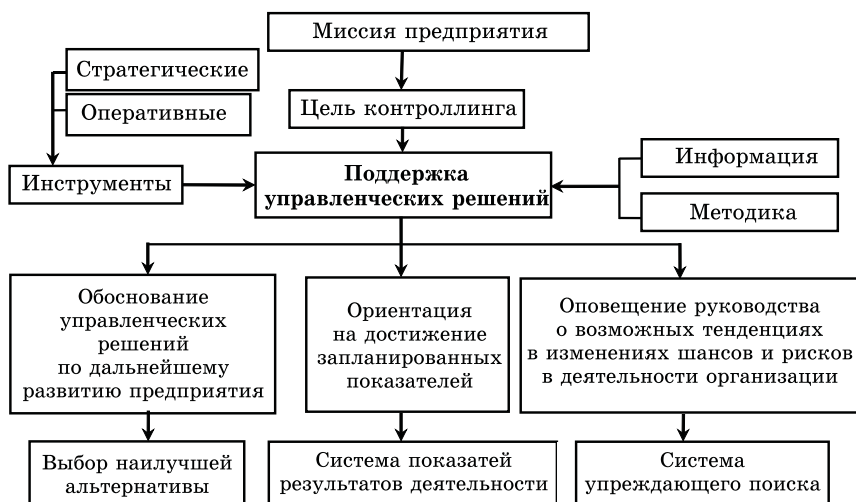 Миссия предприятия
Стратегические
Оперативные
Цель контроллинга
Инструменты
Поддержка
управленческих решений
Информация
Методика
Обоснование
управленческих
решений
по дальнейшему
развитию предприятия
Ориентация
на достижение
запланированных
показателей
Оповещение руководства
о возможных тенденциях
в изменениях шансов и рисков
в деятельности организации
Выбор наилучшей
альтернативы
Система показатей
результатов деятельности
Система
упреждающего поиска